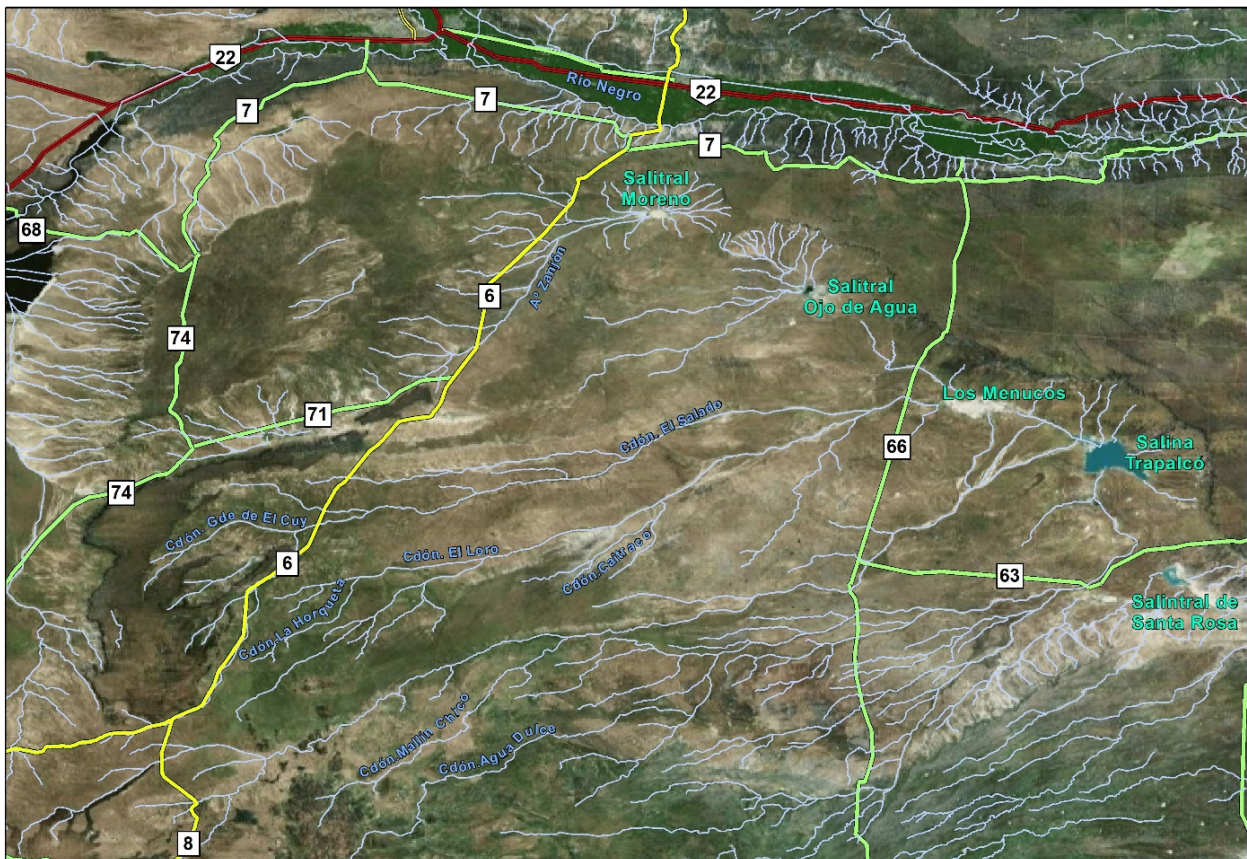 22
Río Negro
22
7
7
7
Salitral
Moreno
68
Aº Zanjón
Salitral
Ojo de Agua
6
74
Los Menucos
71
Cdón. El Salado
66
Salina
Trapalcó
74
Cdón. Gde de El Cuy
Cdón. El Loro
6
Cdón.Caitraco
63
Cdón.La Horqueta
Salintral de
Santa Rosa
Cdón.Mallín Chico
Cdón.Agua Dulce
8